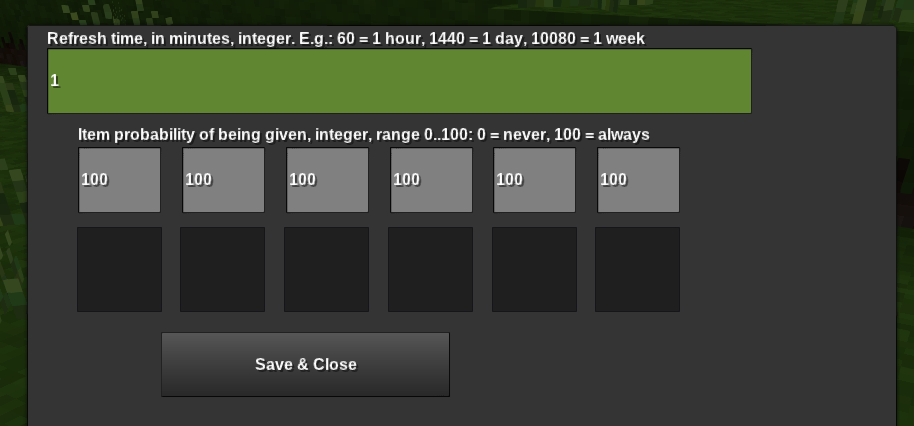 Refresh time, in minutes, integer. E.g.: 60 = 1 hour, 1440 = 1 day, 10080 = 1 week
1
Item probability of being given, integer, range 0..100: 0 = never, 100 = always
100 100 100 100 100 100
Save & Close